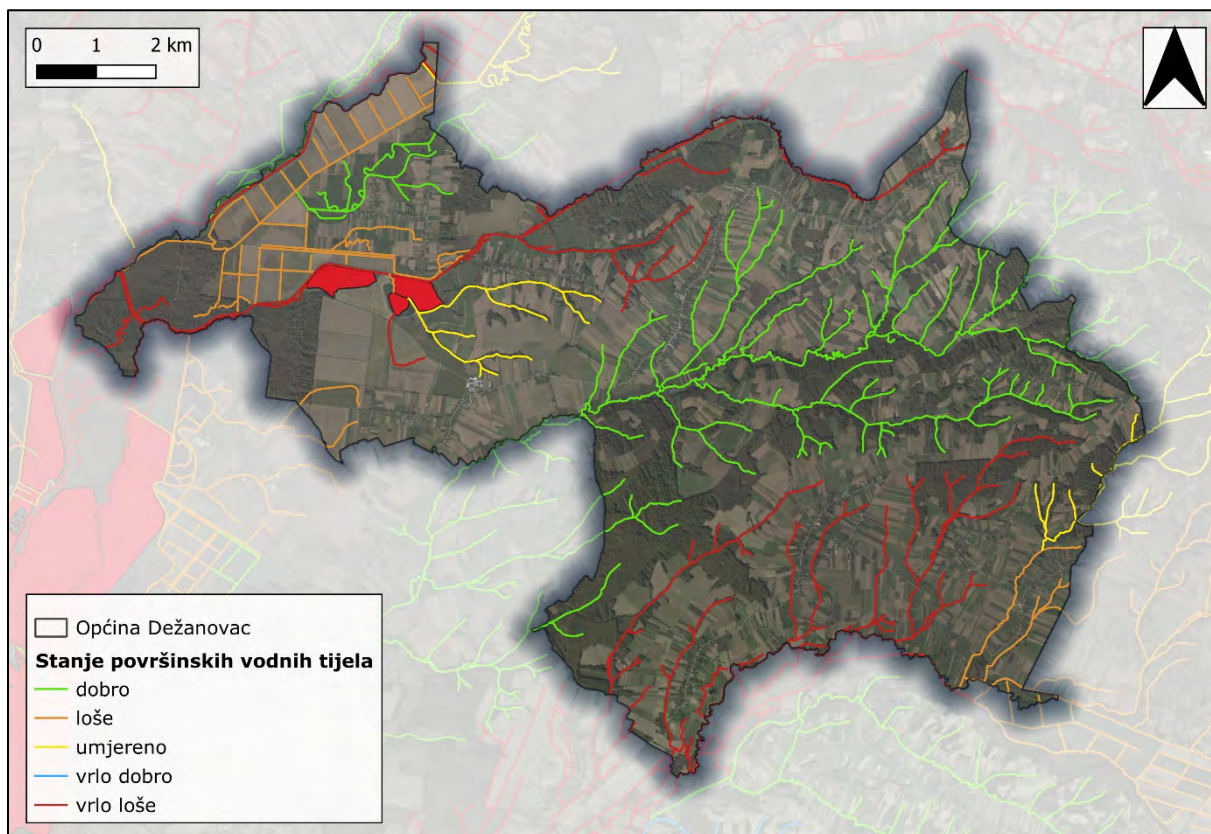 0 1 2 km
Općina Dežanovac
Stanje površinskih vodnih tijela
dobro
loše
umjereno
vrlo dobro
vrlo loše